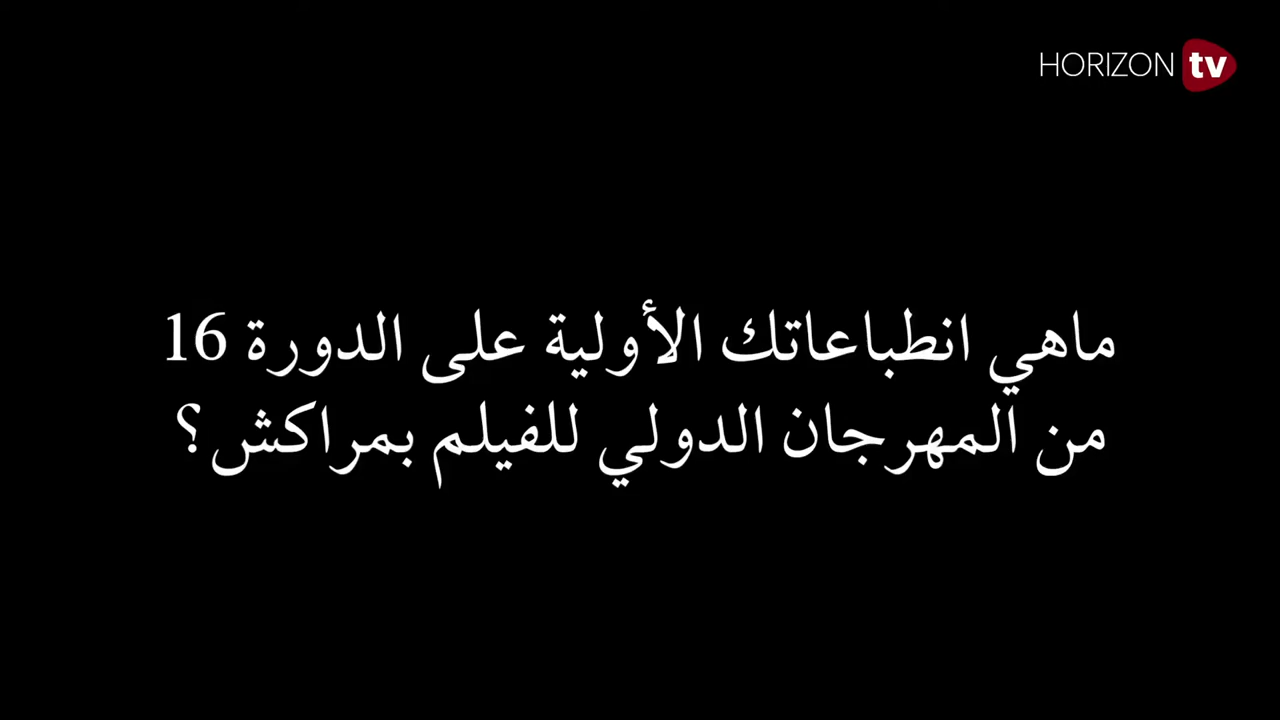 HORIZON tv
ماهي انطباعاتك الأولية على الدورة 16
من المهرجان الدولي للفيلم بمراكش؟